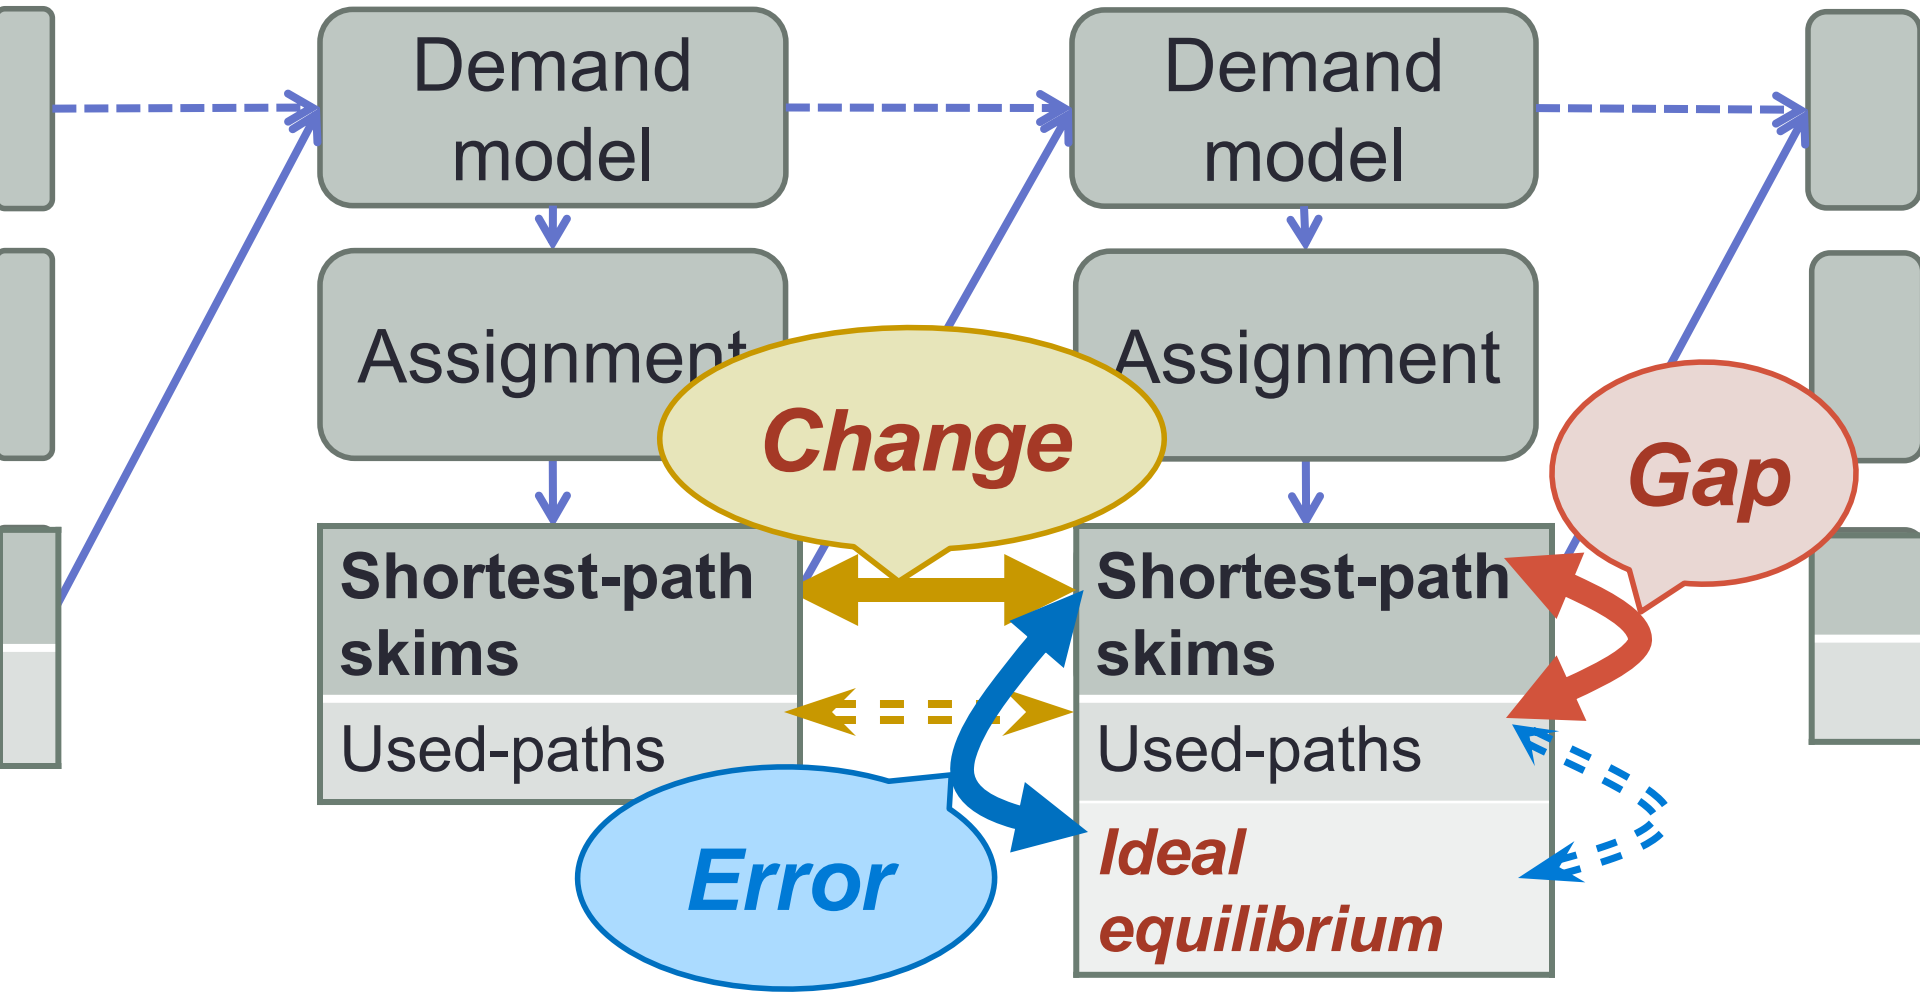 Demand
model
Demand
model
Assignment
Assignment
Change
Gap
Shortest-path
skims
Shortest-path
skims
Used-paths
Used-paths
Error
Ideal
equilibrium